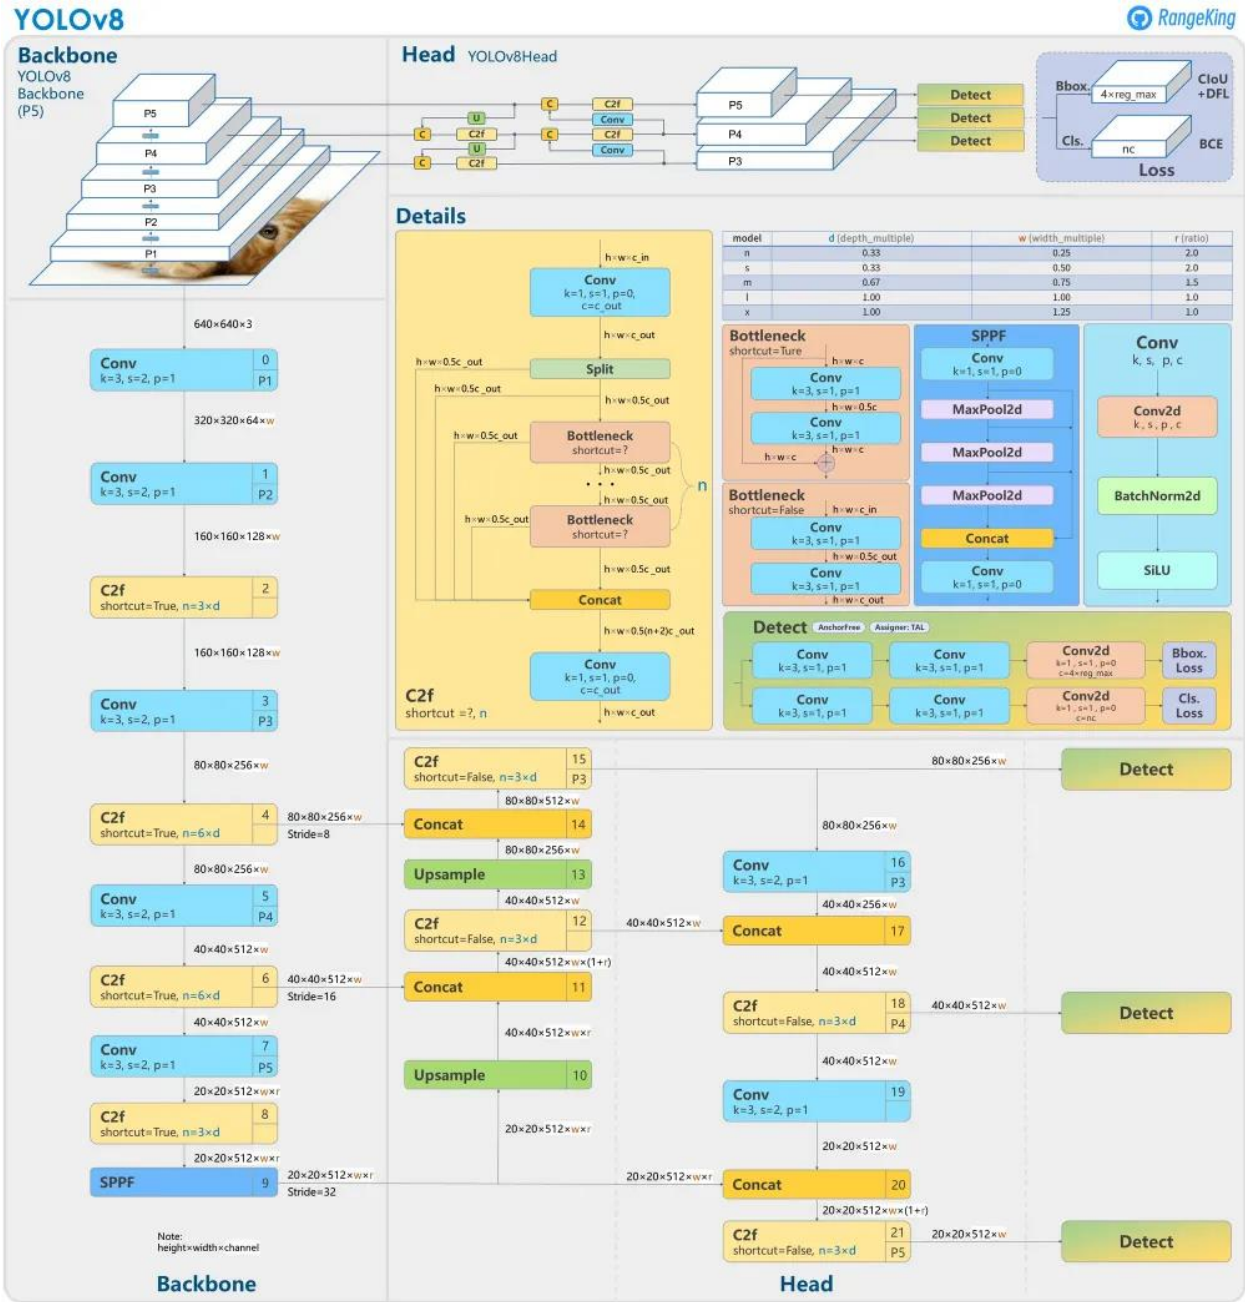 YOLOv8
RangeKing
Backbone
YOLOv8
Backbone
(P5)
P5
P4
P3
P2
P1
Head YOLOv8Head
C
C2f
U
Conv
C
C2f
C
C2f
U
Conv
C
C2f
P5
P4
P3
Detect
Detect
Detect
Bbox.
4×reg_max
CIoU
+DFL
Cls.
nc
BCE
Loss
640×640×3
Conv
k=3, s=2, p=1
0
P1
320×320×64×w
Conv
k=3, s=2, p=1
1
P2
160×160×128×w
C2f
shortcut=True, n=3×d
2
160×160×128×w
Conv
k=3, s=2, p=1
3
P3
80×80×256×w
C2f
shortcut=True, n=6×d
4
80×80×256×w
Stride=8
80×80×256×w
Conv
k=3, s=2, p=1
5
P4
40×40×512×w
C2f
shortcut=True, n=6×d
6
40×40×512×w
Stride=16
40×40×512×w
Conv
k=3, s=2, p=1
7
P5
20×20×512×w×r
C2f
shortcut=True, n=3×d
8
20×20×512×w×r
SPPF
9
20×20×512×w×r
Stride=32
Note:
height×width×channel
Backbone
Details
h×w×c_in
Conv
k=1, s=1, p=0,
c=c_out
h×w×c_out
h×w×0.5c_out
Split
h×w×0.5c_out
h×w×0.5c_out
h×w×0.5c_out
Bottleneck
shortcut=?
h×w×0.5c_out
. . .
h×w×0.5c_out
n
h×w×0.5c_out
Bottleneck
shortcut=?
h×w×0.5c_out
Concat
h×w×0.5(n+2)c_out
Conv
k=1, s=1, p=0,
c=c_out
h×w×c_out
C2f
shortcut =?, n
model d (depth_multiple) w (width_multiple) r (ratio)
n 0.33 0.25 2.0
s 0.33 0.50 2.0
m 0.67 0.75 1.5
l 1.00 1.00 1.0
x 1.00 1.25 1.0
Bottleneck
shortcut=Ture
h×w×c
Conv
k=3, s=1, p=1
h×w×0.5c
Conv
k=3, s=1, p=1
h×w×c
h×w×c
+
Bottleneck
shortcut=False
h×w×c_in
Conv
k=3, s=1, p=1
h×w×0.5c_out
Conv
k=3, s=1, p=1
h×w×c_out
SPPF
Conv
k=1, s=1, p=0
MaxPool2d
MaxPool2d
MaxPool2d
Concat
Conv
k=1, s=1, p=0
Conv
k, s, p, c
Conv2d
k, s, p, c
BatchNorm2d
SiLU
Detect AnchorFree Assigner: TAL
Conv
k=3, s=1, p=1
Conv
k=3, s=1, p=1
Conv2d
k=1, s=1, p=0
c=4×reg_max
Bbox.
Loss
Conv
k=3, s=1, p=1
Conv
k=3, s=1, p=1
Conv2d
k=1, s=1, p=0
c=nc
Cls.
Loss
C2f
shortcut=False, n=3×d
15
P3
80×80×512×w
Concat
14
80×80×256×w
Upsample
13
40×40×512×w
C2f
shortcut=False, n=3×d
12
40×40×512×w
40×40×512×w×(1+r)
Concat
11
40×40×512×w×r
Upsample
10
20×20×512×w×r
20×20×512×w×r
80×80×256×w
Detect
80×80×256×w
Conv
k=3, s=2, p=1
16
P3
40×40×256×w
Concat
17
40×40×512×w
C2f
shortcut=False, n=3×d
18
P4
40×40×512×w
Detect
40×40×512×w
Conv
k=3, s=2, p=1
19
20×20×512×w
Concat
20
20×20×512×w×(1+r)
C2f
shortcut=False, n=3×d
21
P5
20×20×512×w
Detect
Head